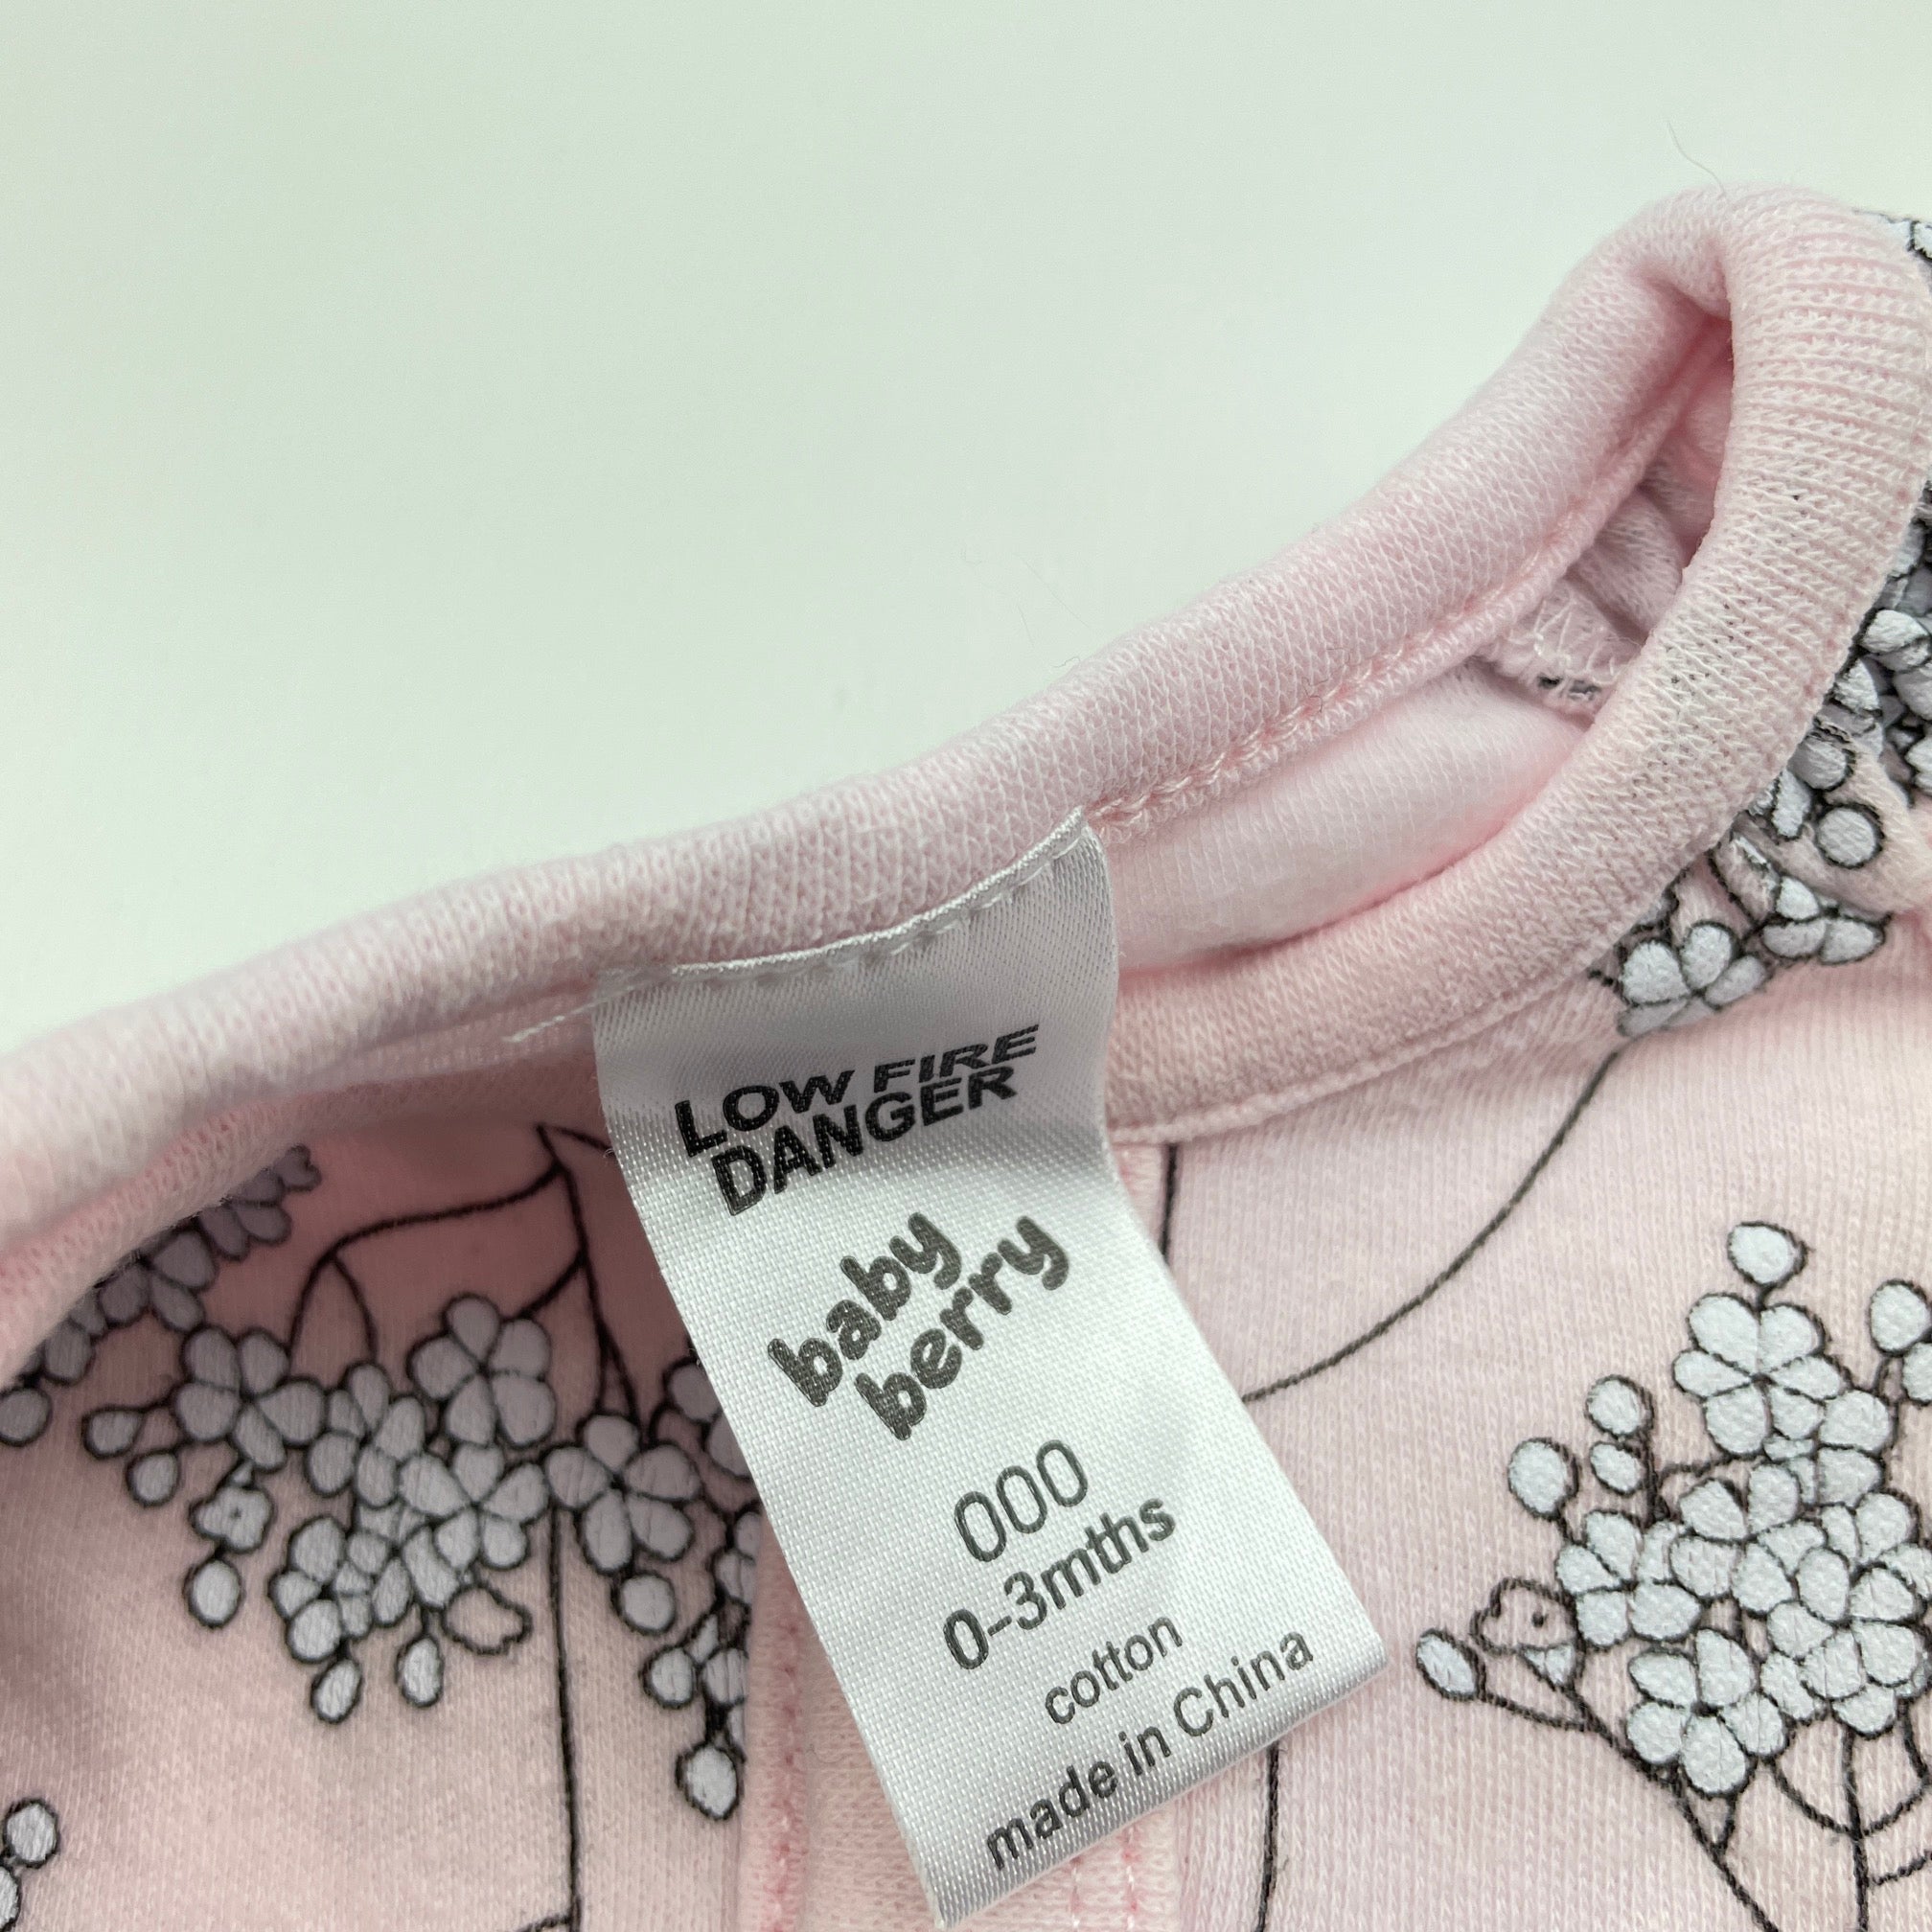 LOW FIRE
DANGER
baby
berry
000
0-3mths
cotton
made in China